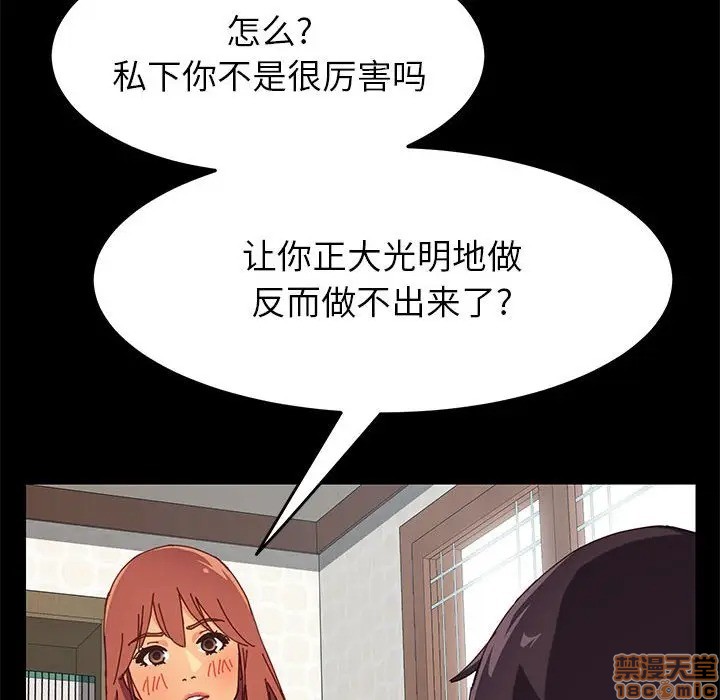 怎么?
私下你不是很厉害吗
让你正大光明地做
反而做不出来了?
禁漫天堂